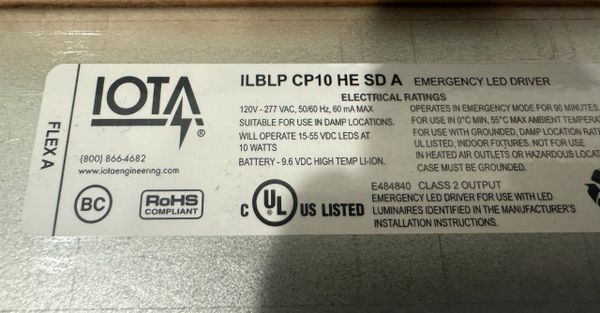 FLEX A
IOTA®
(800) 866-4682
www.iotaengineering.com
BC
RoHS
COMPLIANT
ILBLP CP10 HE SD A EMERGENCY LED DRIVER
ELECTRICAL RATINGS
120V - 277 VAC, 50/60 Hz, 60 mA MAX
SUITABLE FOR USE IN DAMP LOCATIONS.
WILL OPERATE 15-55 VDC LEDS AT
10 WATTS
BATTERY - 9.6 VDC HIGH TEMP LI-ION.
OPERATES IN EMERGENCY MODE FOR 90 MINUTES.
FOR USE IN 0°C MIN, 55°C MAX AMBIENT
FOR USE WITH GROUNDED, DAMP LOCATION
UL LISTED, INDOOR FIXTURES. NOT FOR USE
IN HEATED AIR OUTLETS OR HAZARDOUS
CASE MUST BE GROUNDED.
C UL® US LISTED
E484840 CLASS 2 OUTPUT
EMERGENCY LED DRIVER FOR USE WITH LED
LUMINAIRES IDENTIFIED IN THE MANUFACTURER'S
INSTALLATION INSTRUCTIONS.